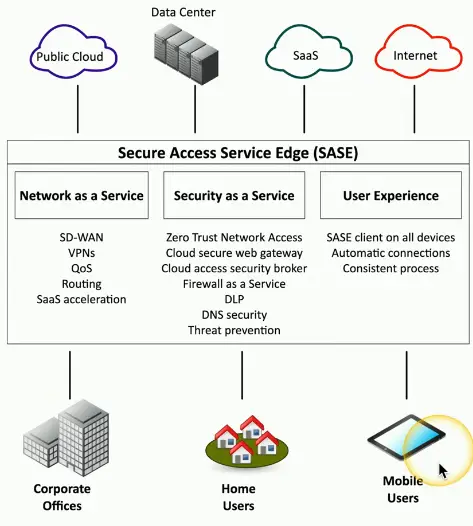 Data Center
Public Cloud
SaaS
Internet
Secure Access Service Edge (SASE)
Network as a Service
Security as a Service
User Experience
SD-WAN
VPNs
QoS
Routing
SaaS acceleration
Zero Trust Network Access
Cloud secure web gateway
Cloud access security broker
Firewall as a Service
DLP
DNS security
Threat prevention
SASE client on all devices
Automatic connections
Consistent process
Corporate
Offices
Home
Users
Mobile
Users